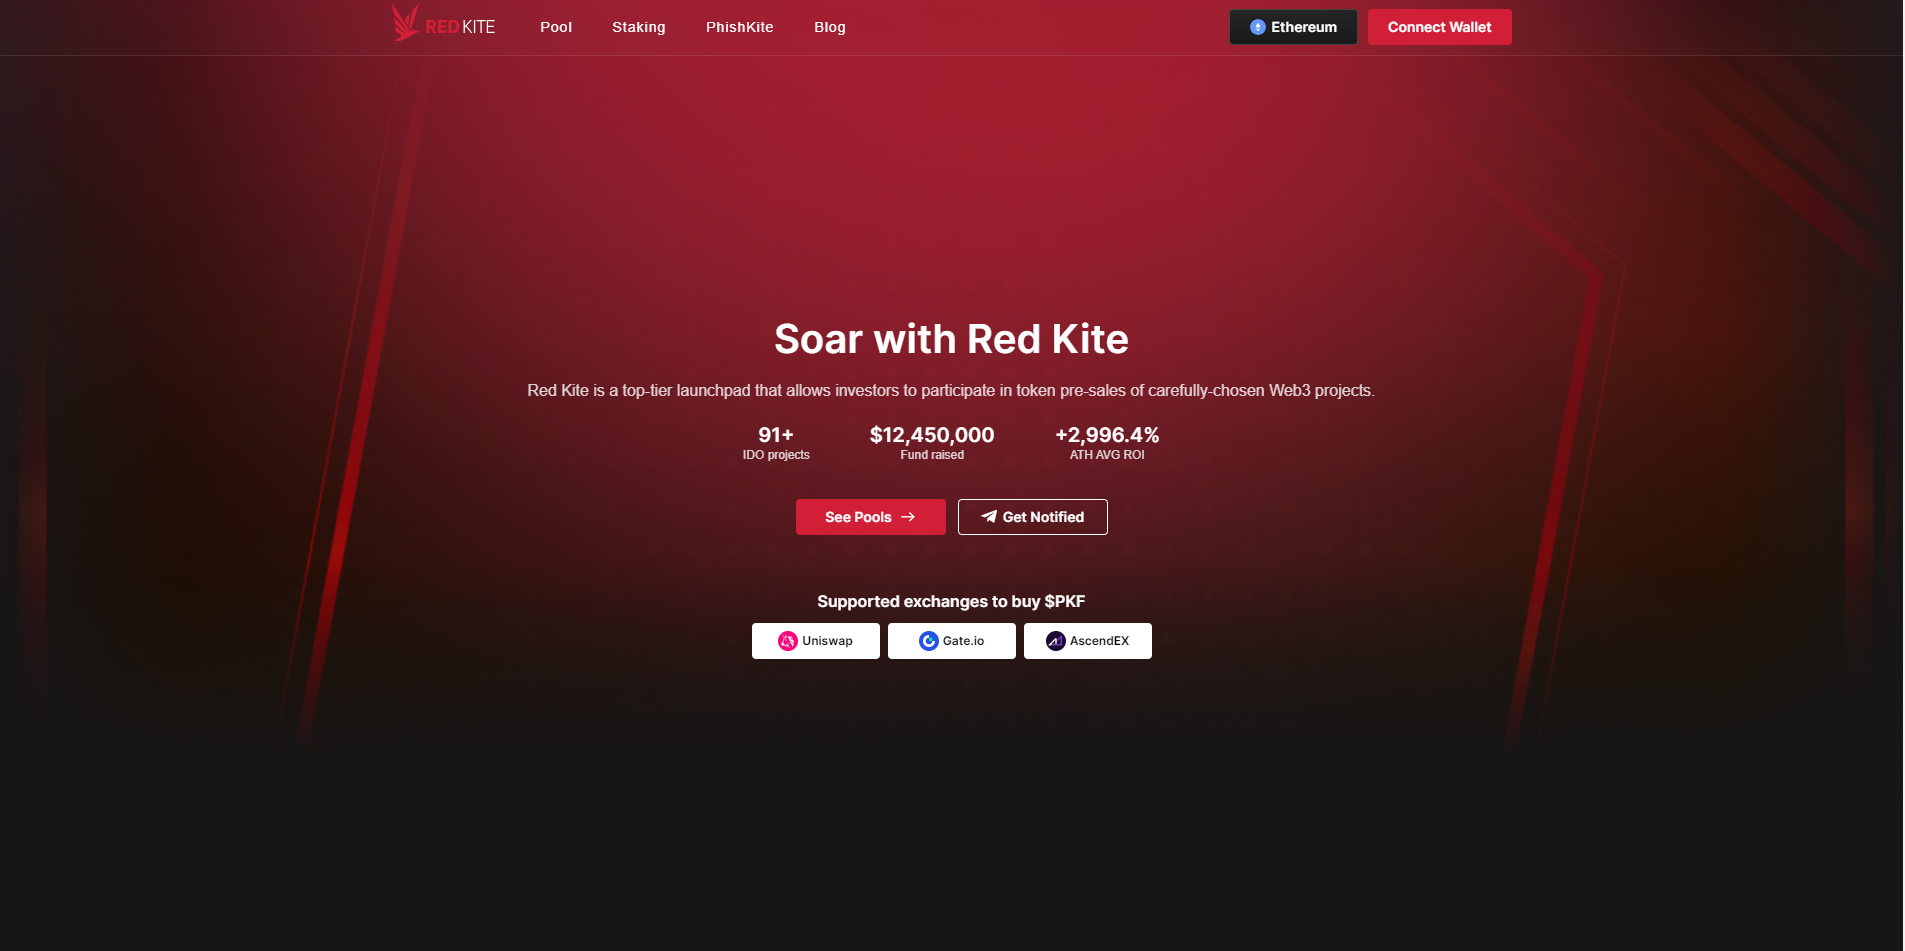 REDKITE Pool Staking PhishKite Blog Ethereum Connect Wallet
Soar with Red Kite
Red Kite is a top-tier launchpad that allows investors to participate in token pre-sales of carefully-chosen Web3 projects.
91+ $12,450,000 +2,996.4%
IDO projects Fund raised ATH AVG ROI
See Pools → Get Notified
Supported exchanges to buy $PKF
Uniswap Gate.io AscendEX